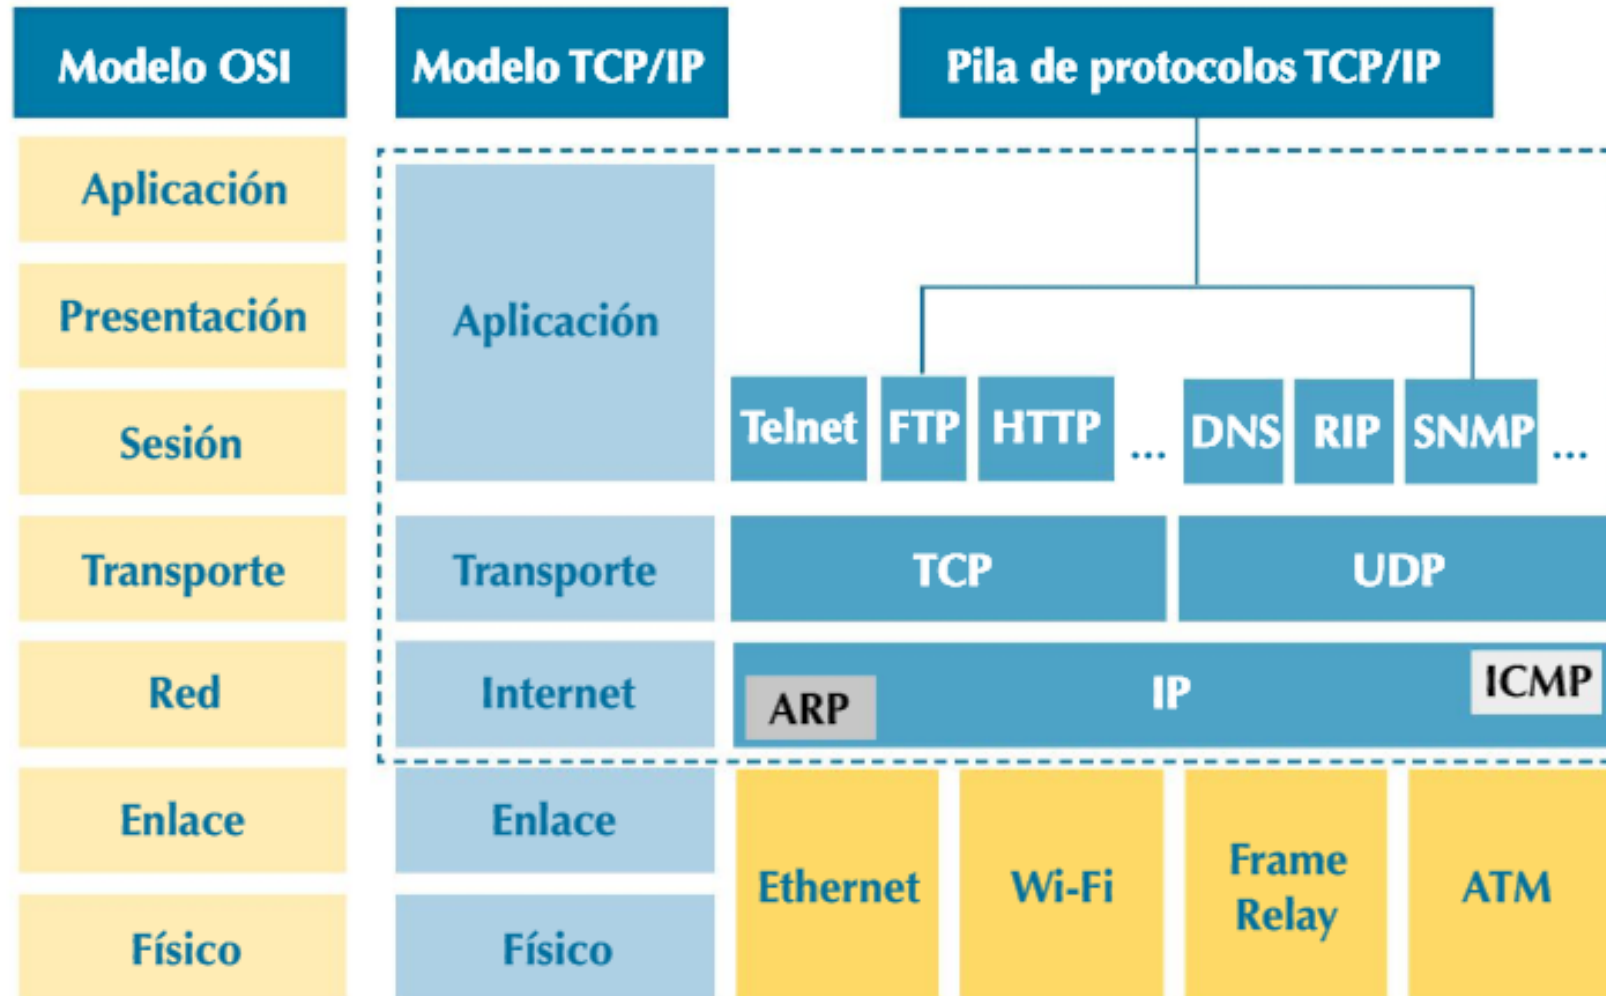 Modelo OSI
Modelo TCP/IP
Pila de protocolos TCP/IP
Aplicación
Presentación
Sesión
Transporte
Red
Enlace
Físico
Aplicación
Transporte
Internet
Enlace
Físico
Telnet FTP HTTP ... DNS RIP SNMP ...
TCP UDP
ARP IP ICMP
Ethernet Wi-Fi Frame Relay ATM